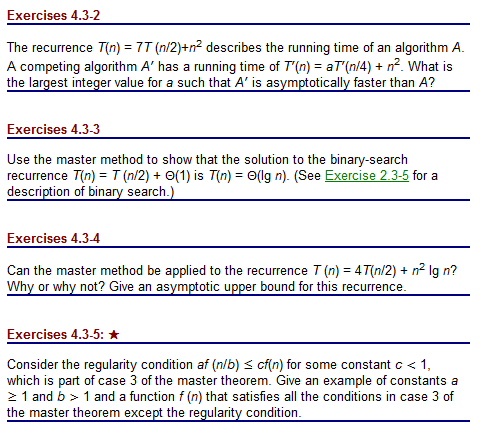 Exercises 4.3-2
The recurrence T(n) = 7T (n/2)+n² describes the running time of an algorithm A.
A competing algorithm A′ has a running time of T′(n) = aT′(n/4) + n². What is
the largest integer value for a such that A′ is asymptotically faster than A?
Exercises 4.3-3
Use the master method to show that the solution to the binary-search
recurrence T(n) = T (n/2) + Θ(1) is T(n) = Θ(lg n). (See Exercise 2.3-5 for a
description of binary search.)
Exercises 4.3-4
Can the master method be applied to the recurrence T (n) = 4T(n/2) + n² lg n?
Why or why not? Give an asymptotic upper bound for this recurrence.
Exercises 4.3-5: ★
Consider the regularity condition af (n/b) ≤ cf(n) for some constant c < 1,
which is part of case 3 of the master theorem. Give an example of constants a
≥ 1 and b > 1 and a function f (n) that satisfies all the conditions in case 3 of
the master theorem except the regularity condition.